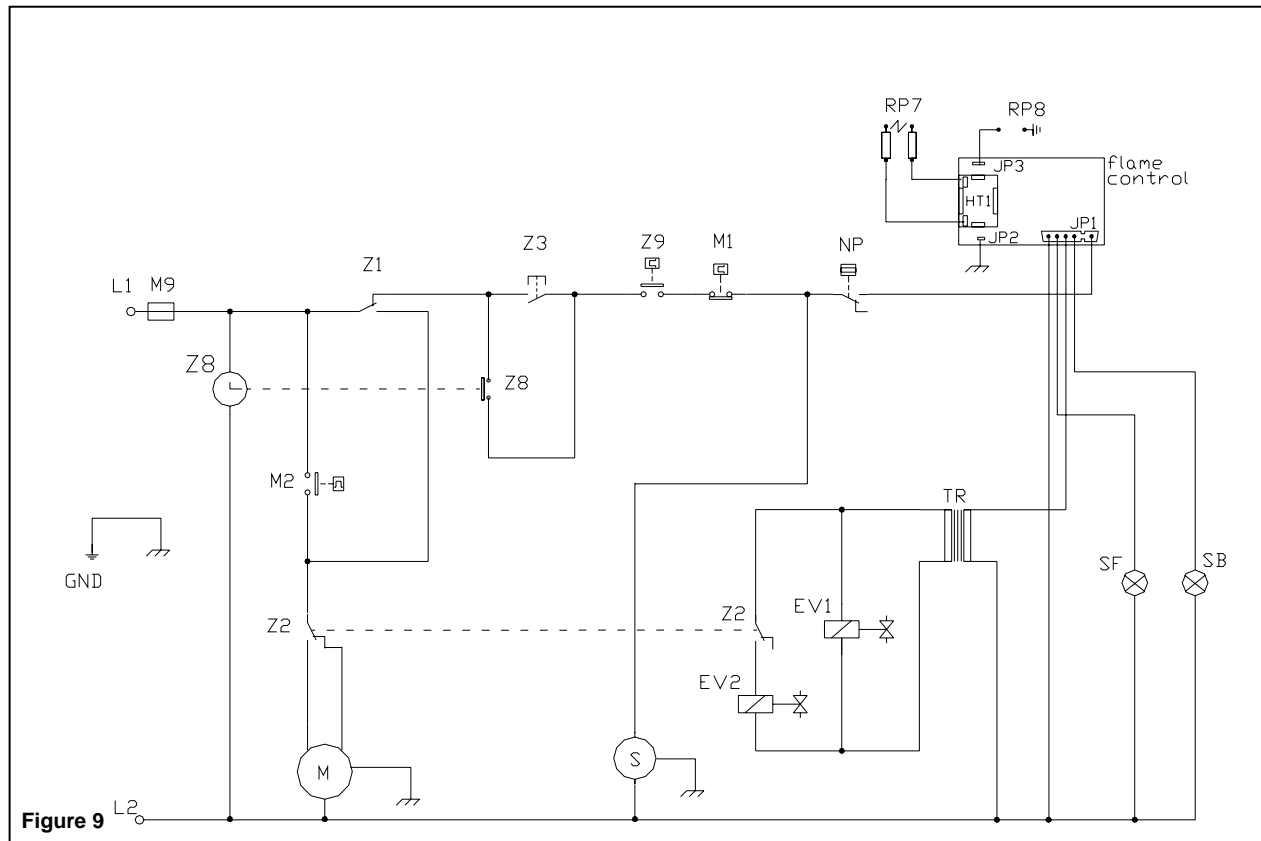 RP7 RP8
JP3 flame
control
HT1
JP1
JP2
Z3 Z9 M1 NP
Z1
L1 M9
Z8
Z8
M2
TR
GND
SF SB
EV1
Z2 Z2
EV2
M S
Figure 9 L2